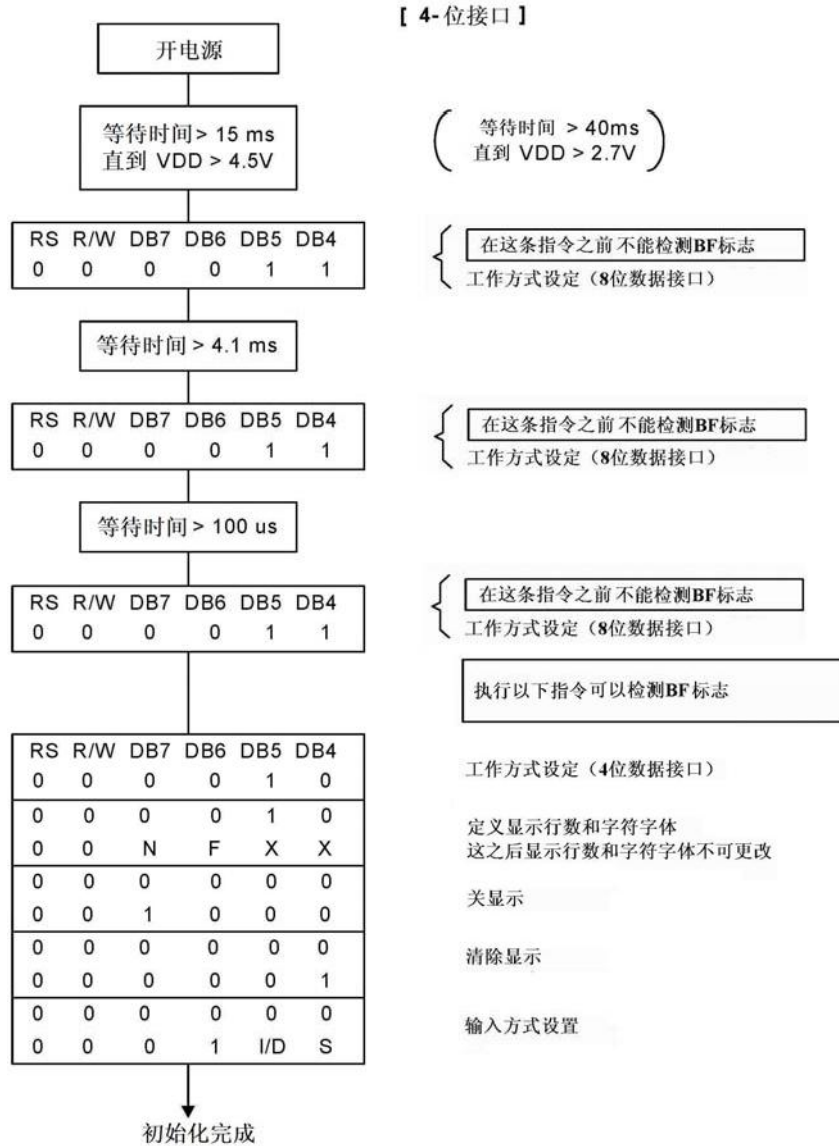 [ 4-位接口 ]
开电源
等待时间> 15 ms
直到 VDD > 4.5V
等待时间 > 40ms
直到 VDD > 2.7V
RS R/W DB7 DB6 DB5 DB4
0 0 0 0 1 1
在这条指令之前不能检测BF标志
工作方式设定（8位数据接口）
等待时间> 4.1 ms
RS R/W DB7 DB6 DB5 DB4
0 0 0 0 1 1
在这条指令之前不能检测BF标志
工作方式设定（8位数据接口）
等待时间> 100 us
RS R/W DB7 DB6 DB5 DB4
0 0 0 0 1 1
在这条指令之前不能检测BF标志
工作方式设定（8位数据接口）
执行以下指令可以检测BF标志
RS R/W DB7 DB6 DB5 DB4
0 0 0 0 1 0
工作方式设定（4位数据接口）
0 0 0 0 1 0
0 0 N F X X
定义显示行数和字符字体
这之后显示行数和字符字体不可更改
0 0 0 0 0 0
0 0 1 0 0 0
关显示
0 0 0 0 0 0
0 0 0 0 0 1
清除显示
0 0 0 0 0 0
0 0 0 1 I/D S
输入方式设置
初始化完成